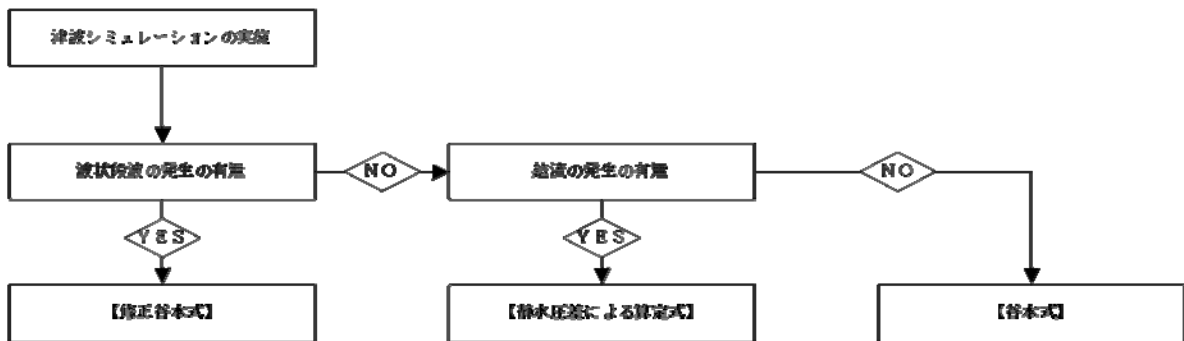 津波シミュレーションの実施
波状段波の発生の有無
NO
越流の発生の有無
NO
YES
YES
【修正谷本式】
【静水圧差による算定式】
【谷本式】